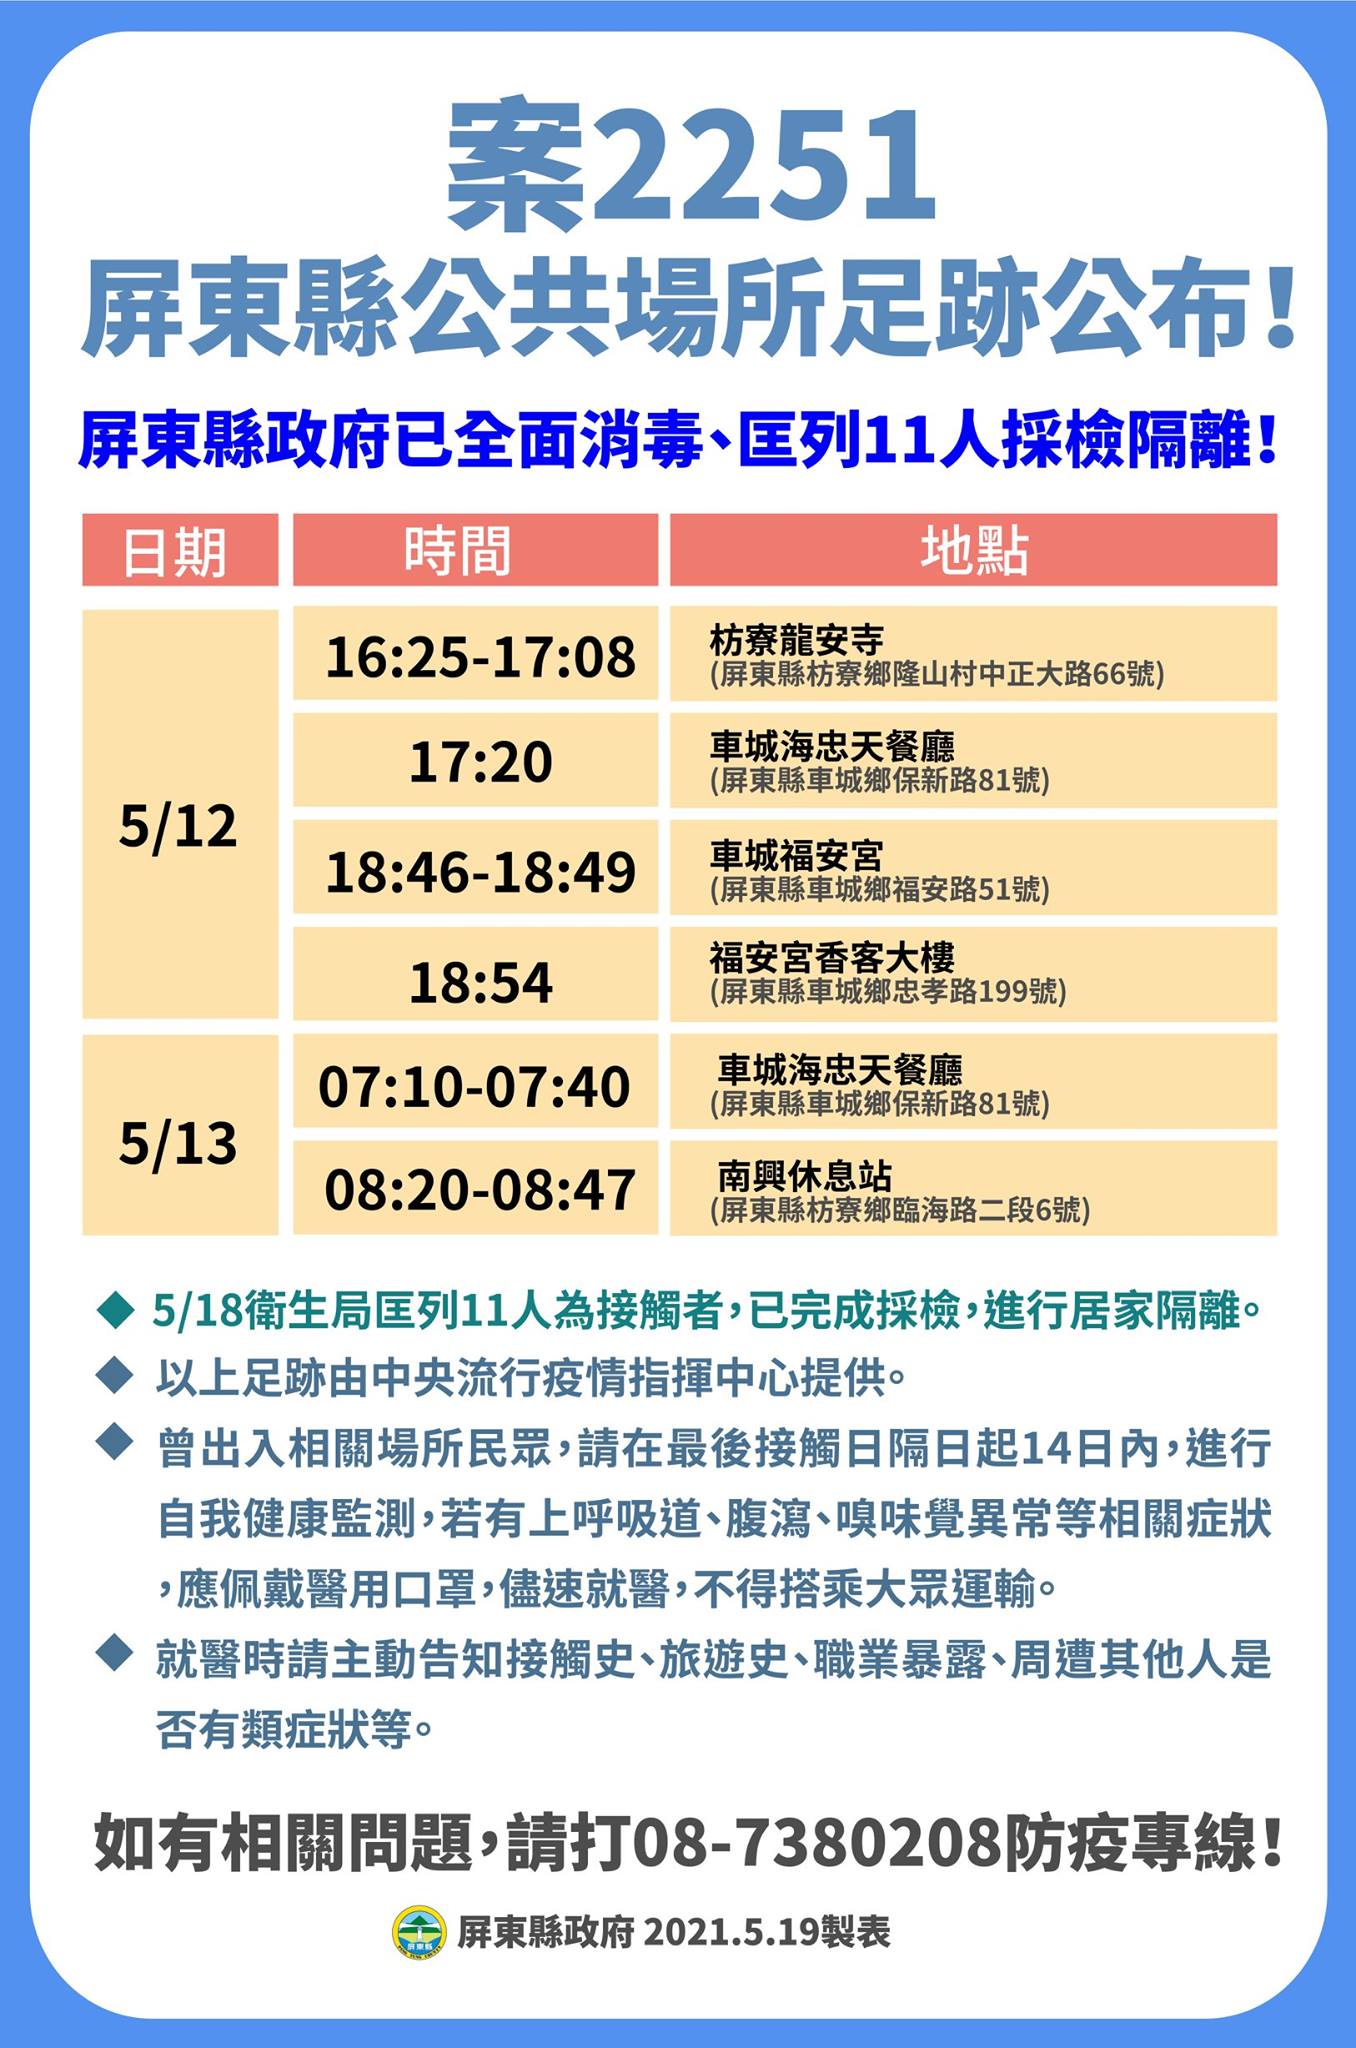 案2251
屏東縣公共場所足跡公布！
屏東縣政府已全面消毒、匡列11人採檢隔離！
日期 時間 地點
5/12
16:25-17:08
枋寮龍安寺
(屏東縣枋寮鄉隆山村中正大路66號)
17:20
車城海忠天餐廳
(屏東縣車城鄉保新路81號)
18:46-18:49
車城福安宮
(屏東縣車城鄉福安路51號)
18:54
福安宮香客大樓
(屏東縣車城鄉忠孝路199號)
5/13
07:10-07:40
車城海忠天餐廳
(屏東縣車城鄉保新路81號)
08:20-08:47
南興休息站
(屏東縣枋寮鄉臨海路二段6號)
◆ 5/18衛生局匡列11人為接觸者，已完成採檢，進行居家隔離。
◆ 以上足跡由中央流行疫情指揮中心提供。
◆ 曾出入相關場所民眾，請在最後接觸日隔日起14日內，進行
自我健康監測，若有上呼吸道、腹瀉、嗅味覺異常等相關症狀
，應佩戴醫用口罩，儘速就醫，不得搭乘大眾運輸。
◆ 就醫時請主動告知接觸史、旅遊史、職業暴露、周遭其他人是
否有類症狀等。
如有相關問題，請打08-7380208防疫專線！
屏東縣政府 2021.5.19製表